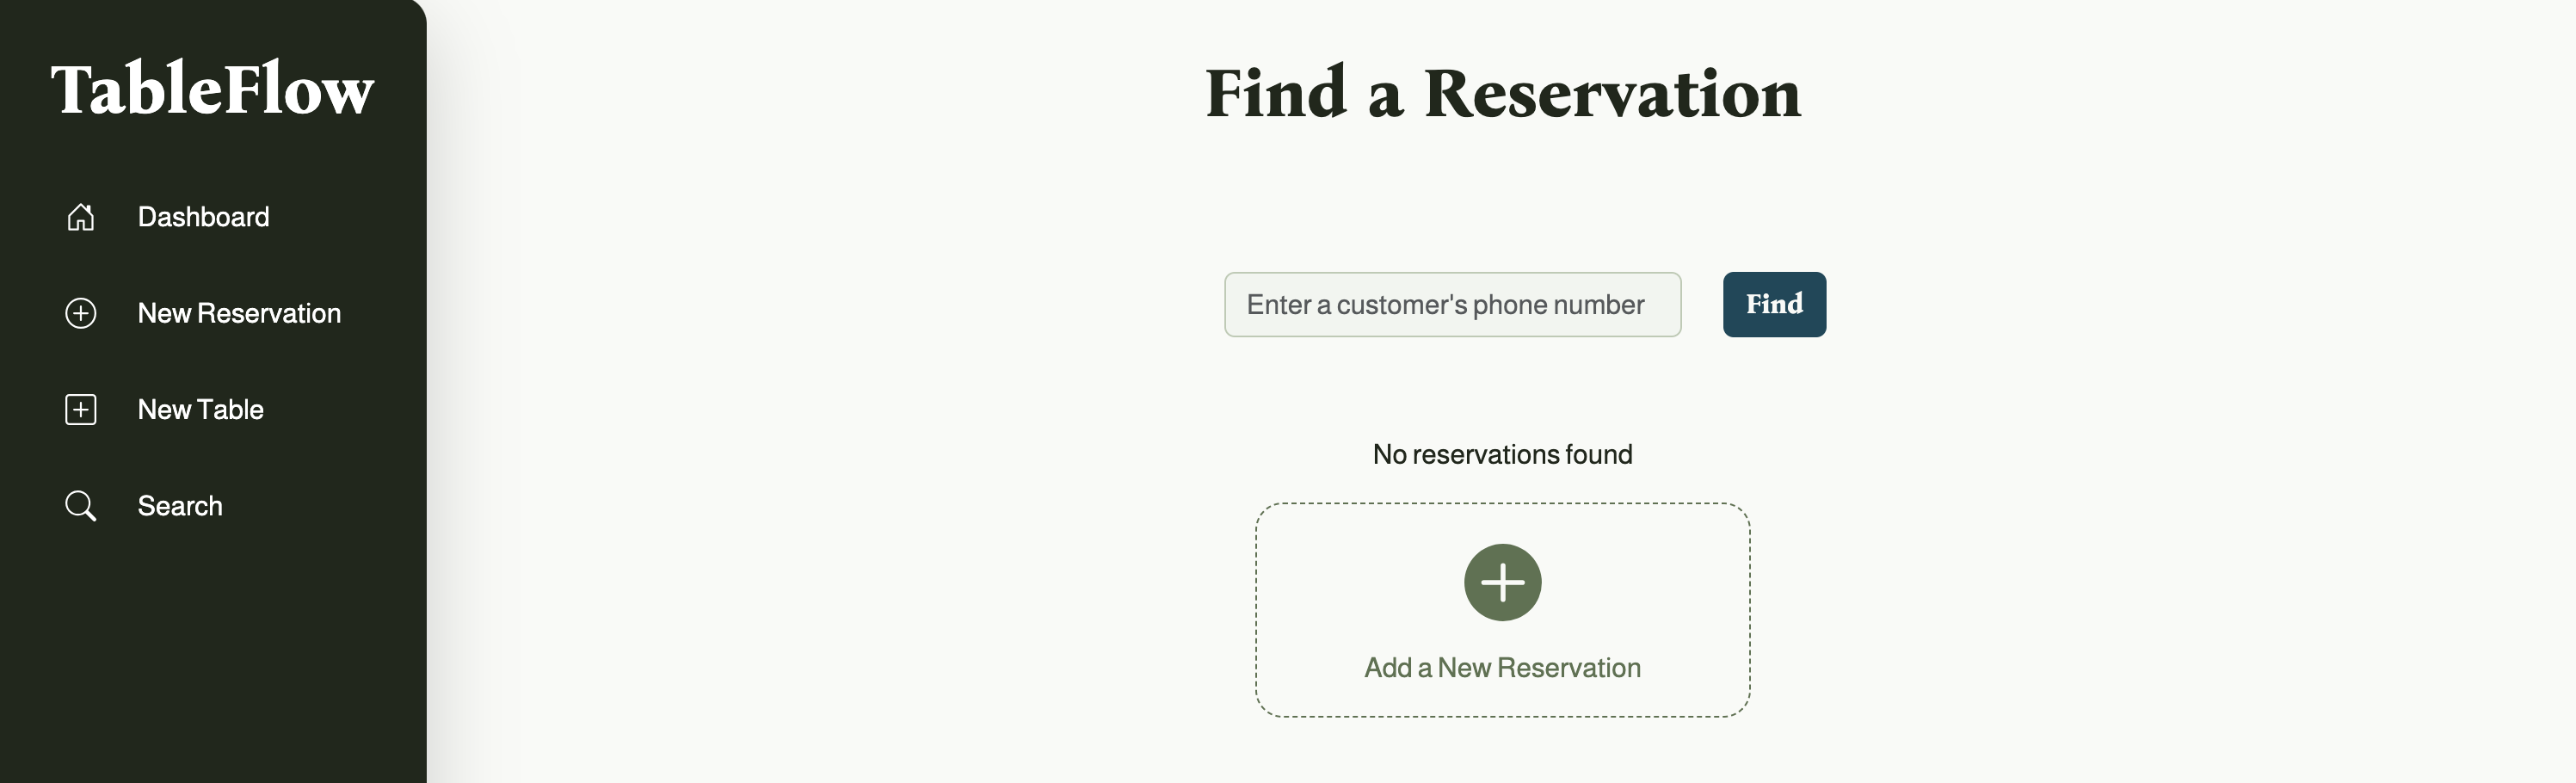 TableFlow
Dashboard
New Reservation
New Table
Search
Find a Reservation
Enter a customer's phone number
Find
No reservations found
Add a New Reservation